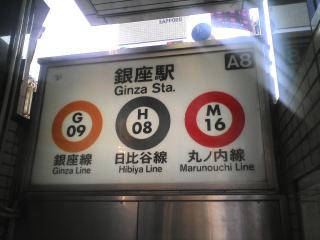 SAPPORO
A8
銀座駅
Ginza Sta.
G
09
H
08
M
16
銀座線
日比谷線
丸ノ内線
Ginza Line
Hibiya Line
Marunouchi Line